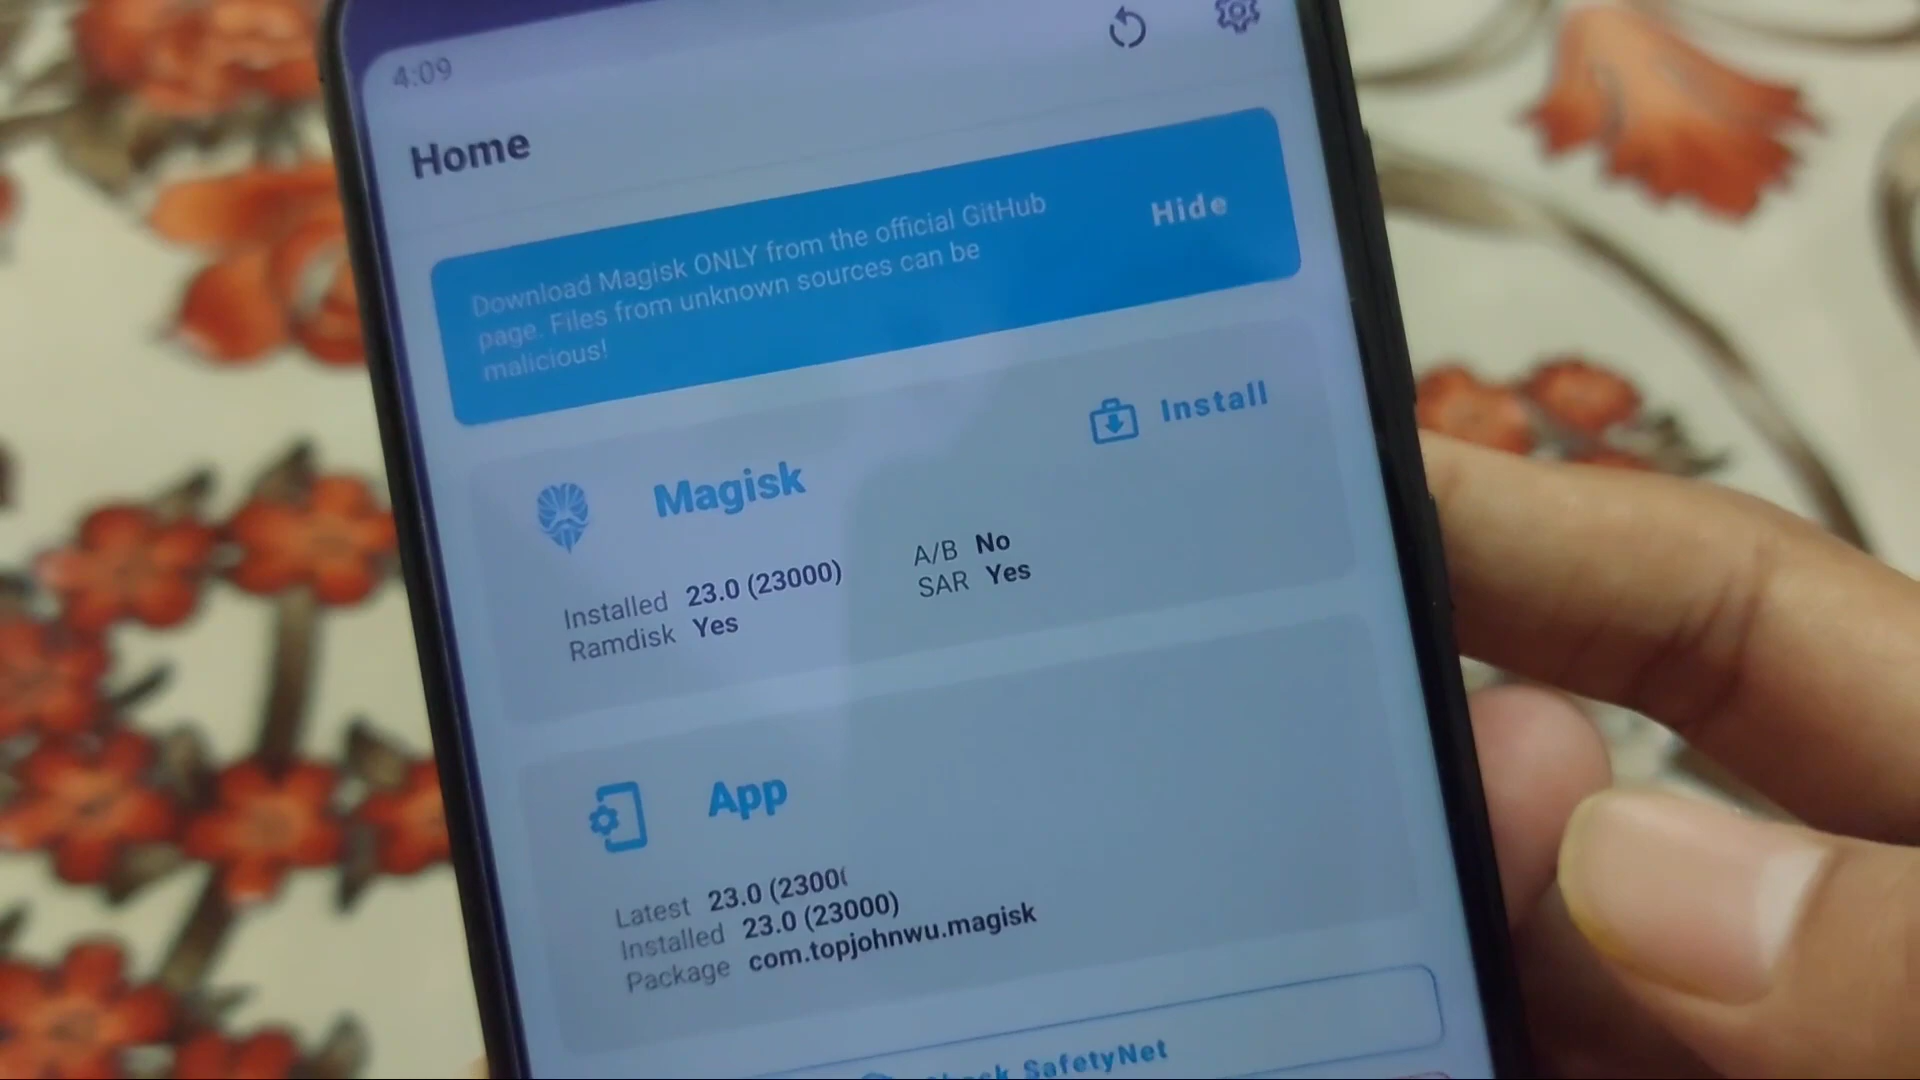 4:09
Home
Download Magisk ONLY from the official GitHub
page. Files from unknown sources can be
malicious!
Hide
Magisk
Install
Installed 23.0 (23000)
Ramdisk Yes
A/B No
SAR Yes
App
Latest 23.0 (2300
Installed 23.0 (23000)
Package com.topjohnwu.magisk
SafetyNet